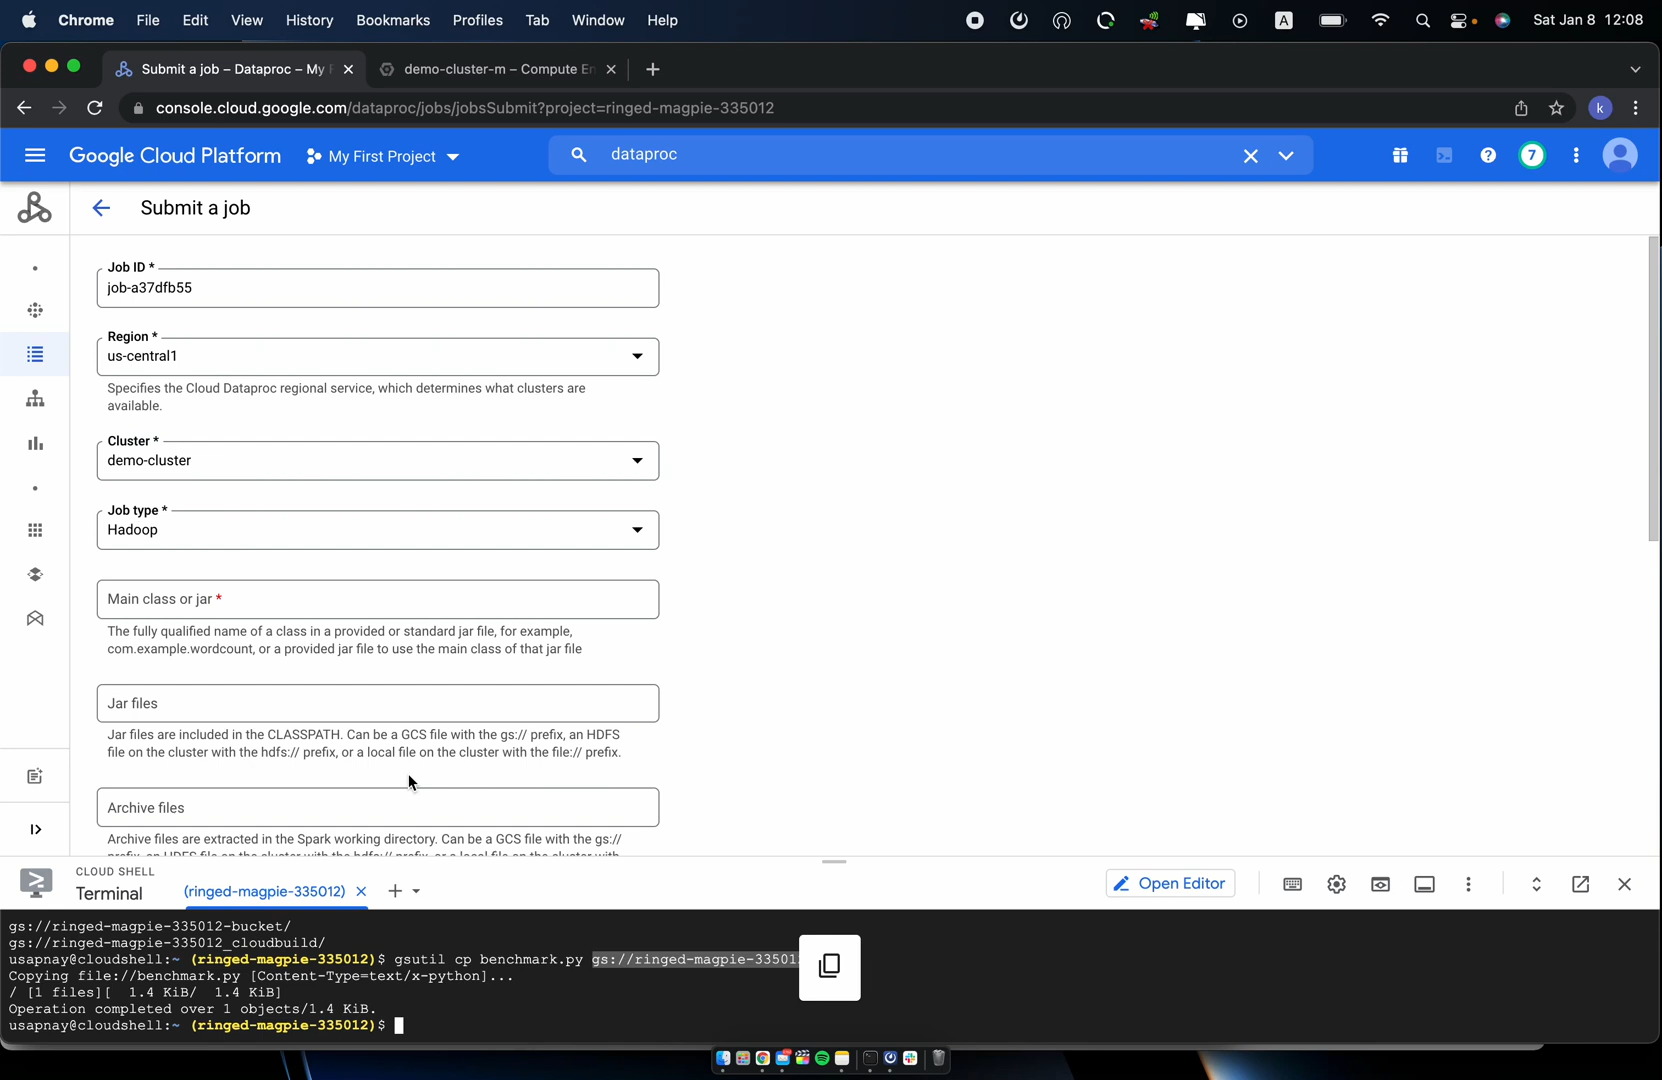 Chrome File Edit View History Bookmarks Profiles Tab Window Help A Sat Jan 8 12:08
Submit a job – Dataproc – My demo-cluster-m – Compute En
console.cloud.google.com/dataproc/jobs/jobsSubmit?project=ringed-magpie-335012 k
Google Cloud Platform My First Project dataproc 7
Submit a job
Job ID *
job-a37dfb55
Region *
us-central1
Specifies the Cloud Dataproc regional service, which determines what clusters are
available.
Cluster *
demo-cluster
Job type *
Hadoop
Main class or jar *
The fully qualified name of a class in a provided or standard jar file, for example,
com.example.wordcount, or a provided jar file to use the main class of that jar file
Jar files
Jar files are included in the CLASSPATH. Can be a GCS file with the gs:// prefix, an HDFS
file on the cluster with the hdfs:// prefix, or a local file on the cluster with the file:// prefix.
Archive files
Archive files are extracted in the Spark working directory. Can be a GCS file with the gs://
CLOUD SHELL
Terminal (ringed-magpie-335012) Open Editor
gs://ringed-magpie-335012-bucket/
gs://ringed-magpie-335012_cloudbuild/
usapnay@cloudshell:~ (ringed-magpie-335012)$ gsutil cp benchmark.py gs://ringed-magpie-33501
Copying file://benchmark.py [Content-Type=text/x-python]...
/ [1 files][ 1.4 KiB/ 1.4 KiB]
Operation completed over 1 objects/1.4 KiB.
usapnay@cloudshell:~ (ringed-magpie-335012)$